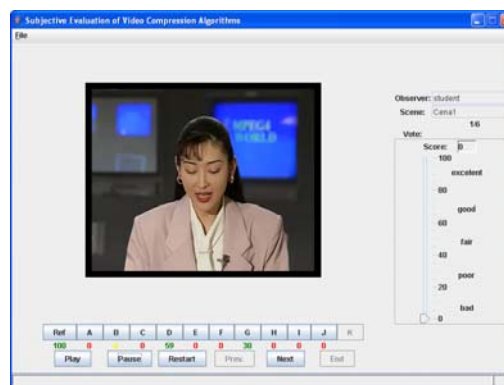 Subjective Evaluation of Video Compression Algorithms
File
MPEG4
WORLD
Observer: student
Scene: Cena1
1/6
Vote:
Score: 0
100
excelent
80
good
60
fair
40
poor
20
bad
0
Ref A B C D E F G H I J K
100 0 0 59 0 0 30 0 0 0
Play Pause Restart Prev. Next End